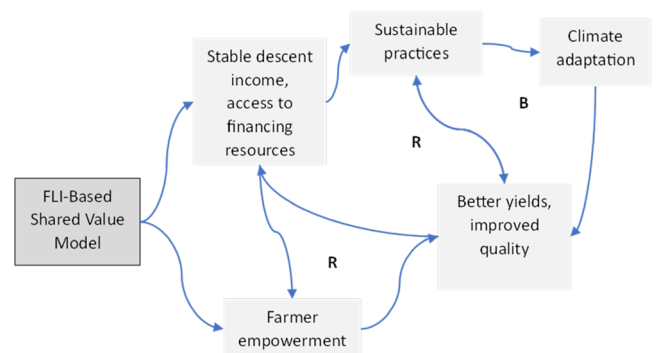 Sustainable
practices
Climate
adaptation
Stable descent
income,
access to
financing
resources
B
R
FLI-Based
Shared Value
Model
Better yields,
improved
quality
R
Farmer
empowerment